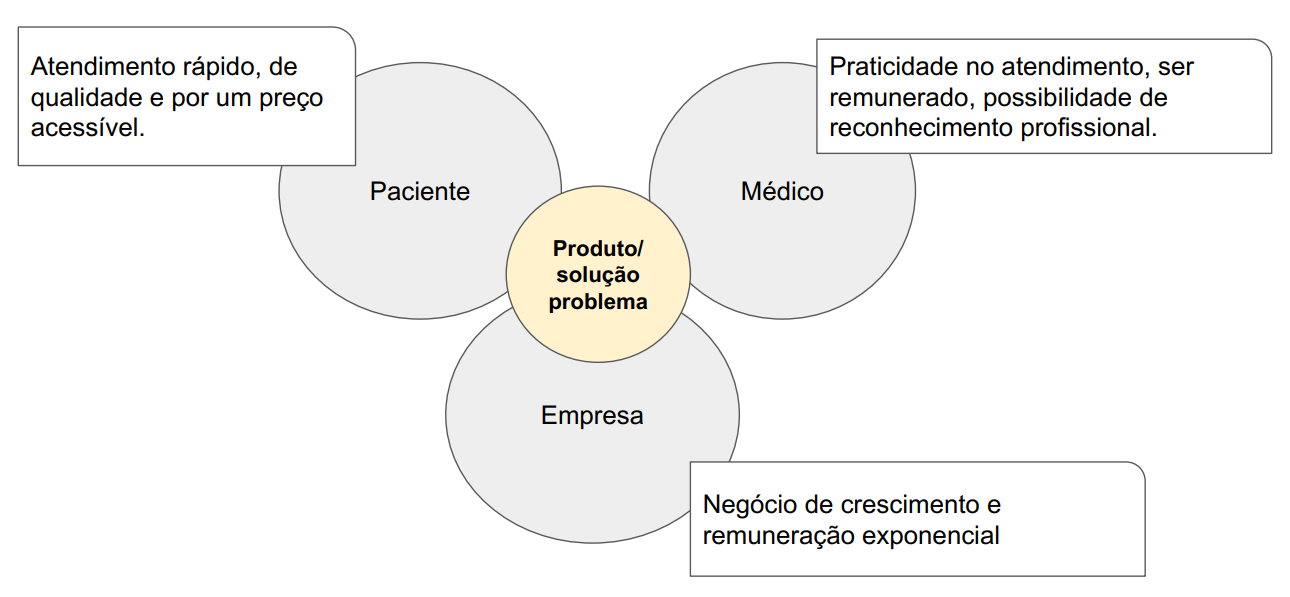 Atendimento rápido, de
qualidade e por um preço
acessível.
Praticidade no atendimento, ser
remunerado, possibilidade de
reconhecimento profissional.
Paciente
Médico
Produto/
solução
problema
Empresa
Negócio de crescimento e
remuneração exponencial